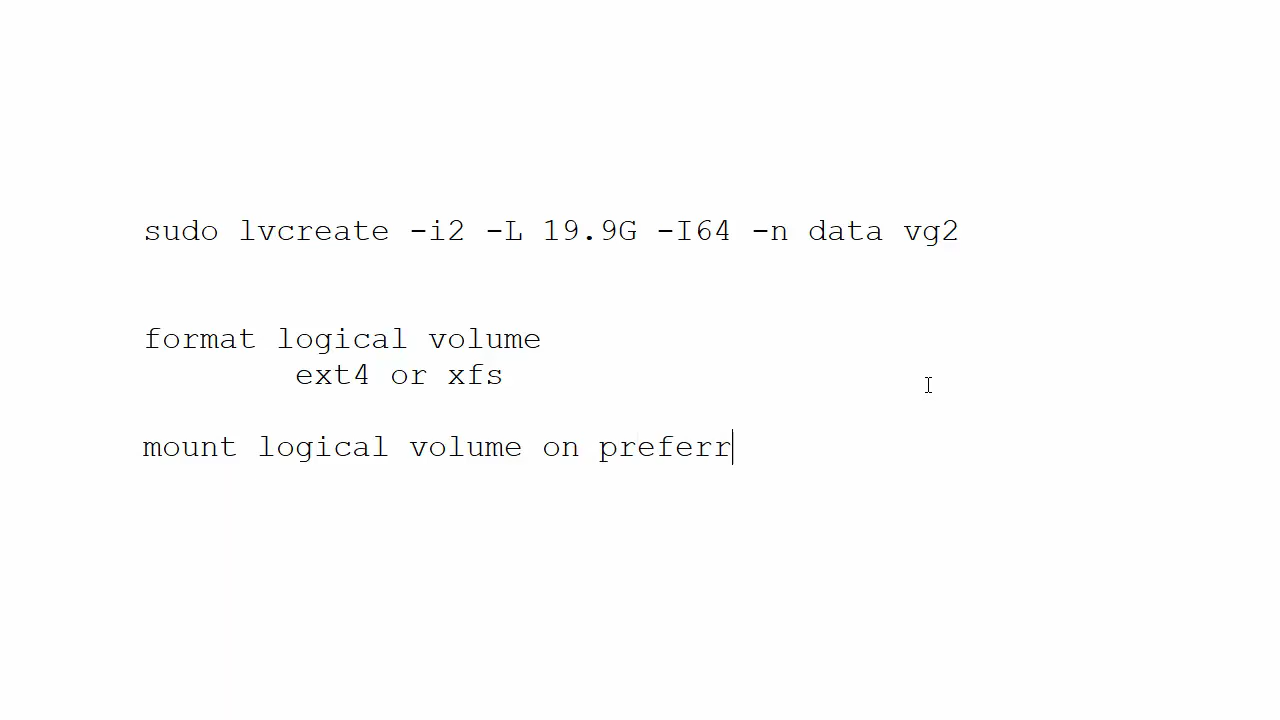 sudo lvcreate -i2 -L 19.9G -I64 -n data vg2
format logical volume
ext4 or xfs
mount logical volume on preferr